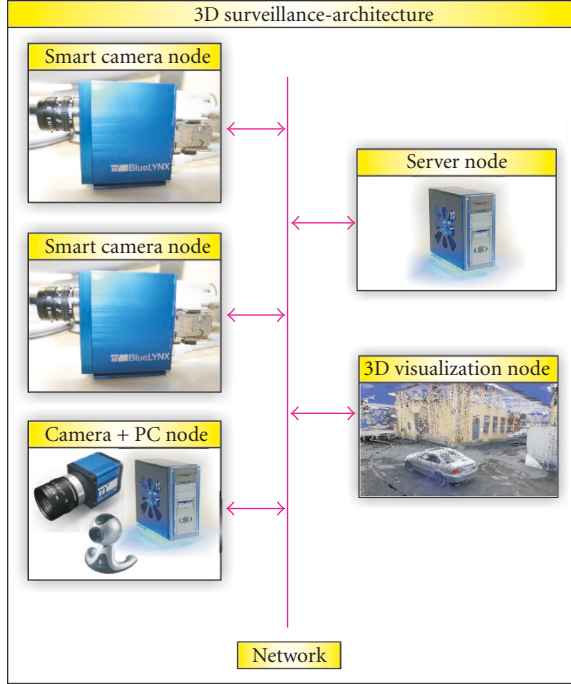 3D surveillance-architecture
Smart camera node
BlueLYNX
Server node
Smart camera node
BlueLYNX
3D visualization node
Camera + PC node
Network